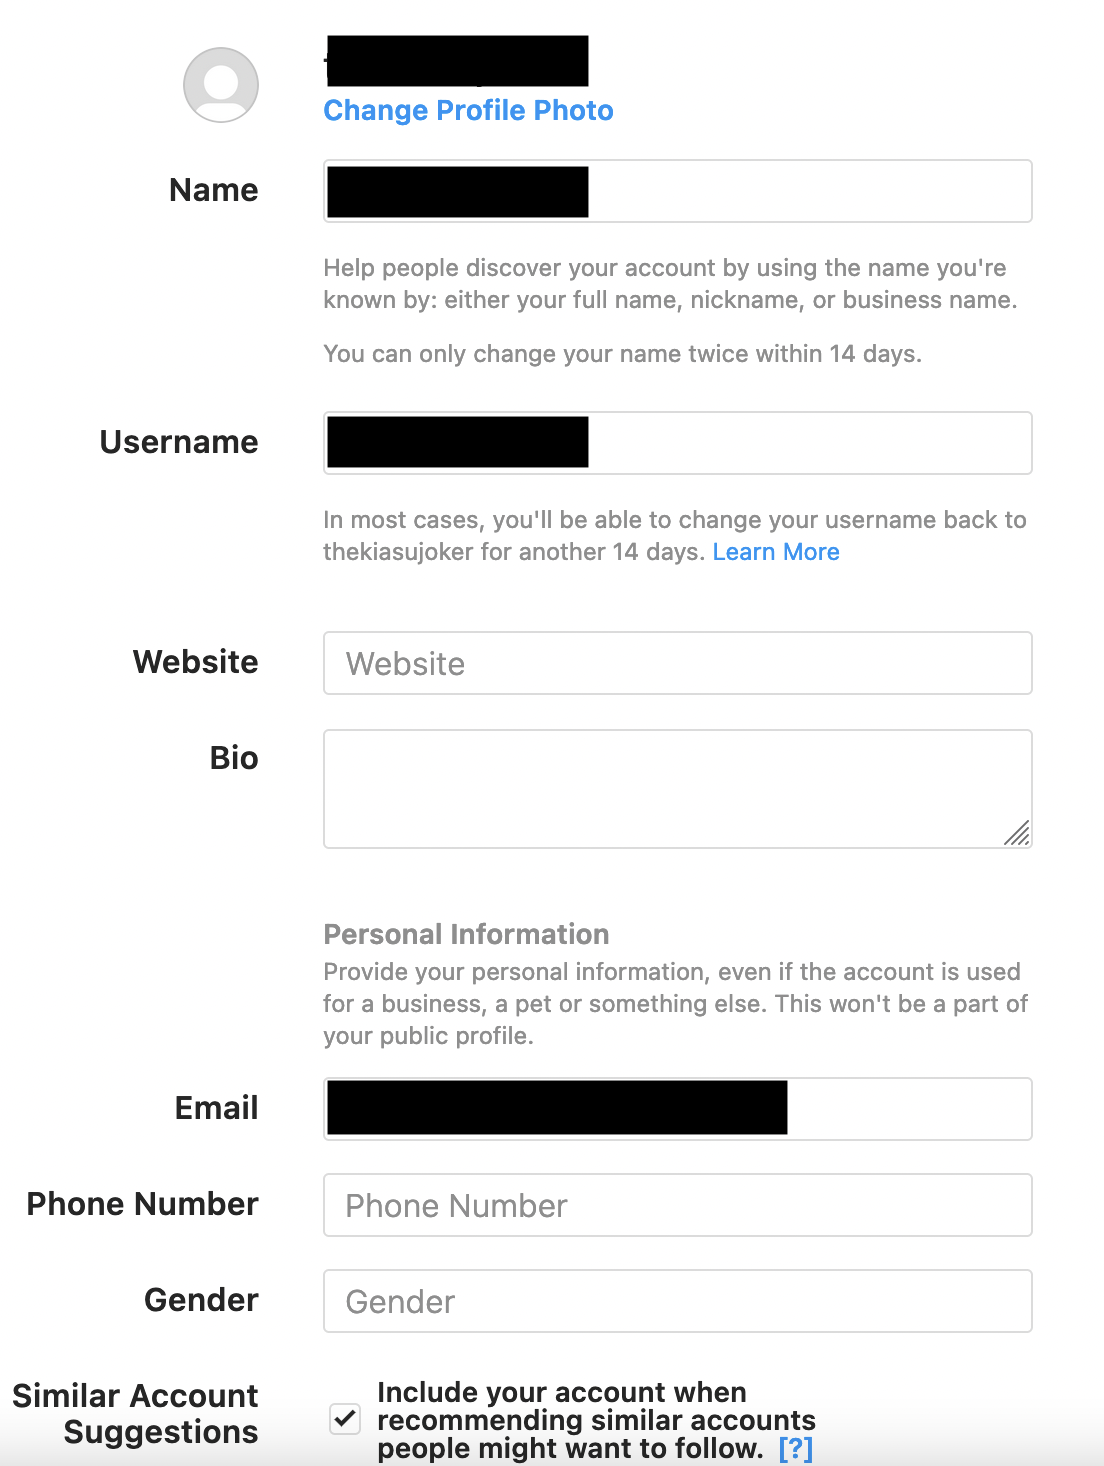 Change Profile Photo
Name
Help people discover your account by using the name you're
known by: either your full name, nickname, or business name.
You can only change your name twice within 14 days.
Username
In most cases, you'll be able to change your username back to
thekiasujoker for another 14 days. Learn More
Website Website
Bio
Personal Information
Provide your personal information, even if the account is used
for a business, a pet or something else. This won't be a part of
your public profile.
Email
Phone Number Phone Number
Gender Gender
Similar Account
Suggestions
Include your account when
recommending similar accounts
people might want to follow. [?]